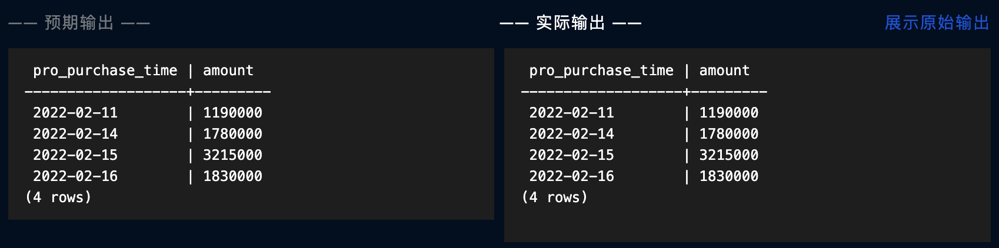 —— 预期输出 ——
pro_purchase_time | amount
-------------------+---------
2022-02-11 | 1190000
2022-02-14 | 1780000
2022-02-15 | 3215000
2022-02-16 | 1830000
(4 rows)
—— 实际输出 ——
展示原始输出
pro_purchase_time | amount
-------------------+---------
2022-02-11 | 1190000
2022-02-14 | 1780000
2022-02-15 | 3215000
2022-02-16 | 1830000
(4 rows)